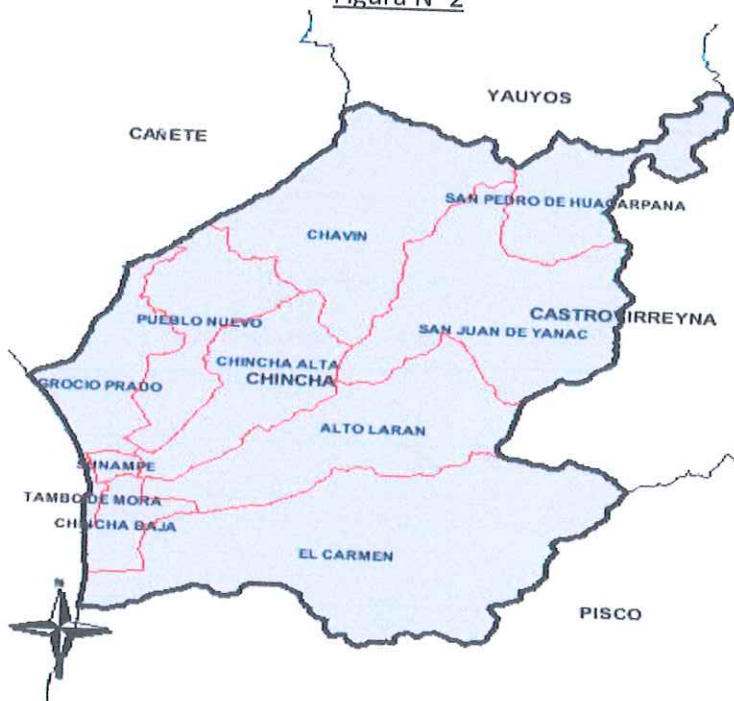 Figura N° 2
YAUYOS
CAÑETE
SAN PEDRO DE HUACARPANA
CHAVIN
CASTROVIRREYNA
PUEBLO NUEVO
SAN JUAN DE YANAC
CHINCHA ALTA
CHINCHA
GROCIO PRADO
ALTO LARAN
SUNAMPE
TAMBO DE MORA
CHINCHA BAJA
EL CARMEN
N
PISCO